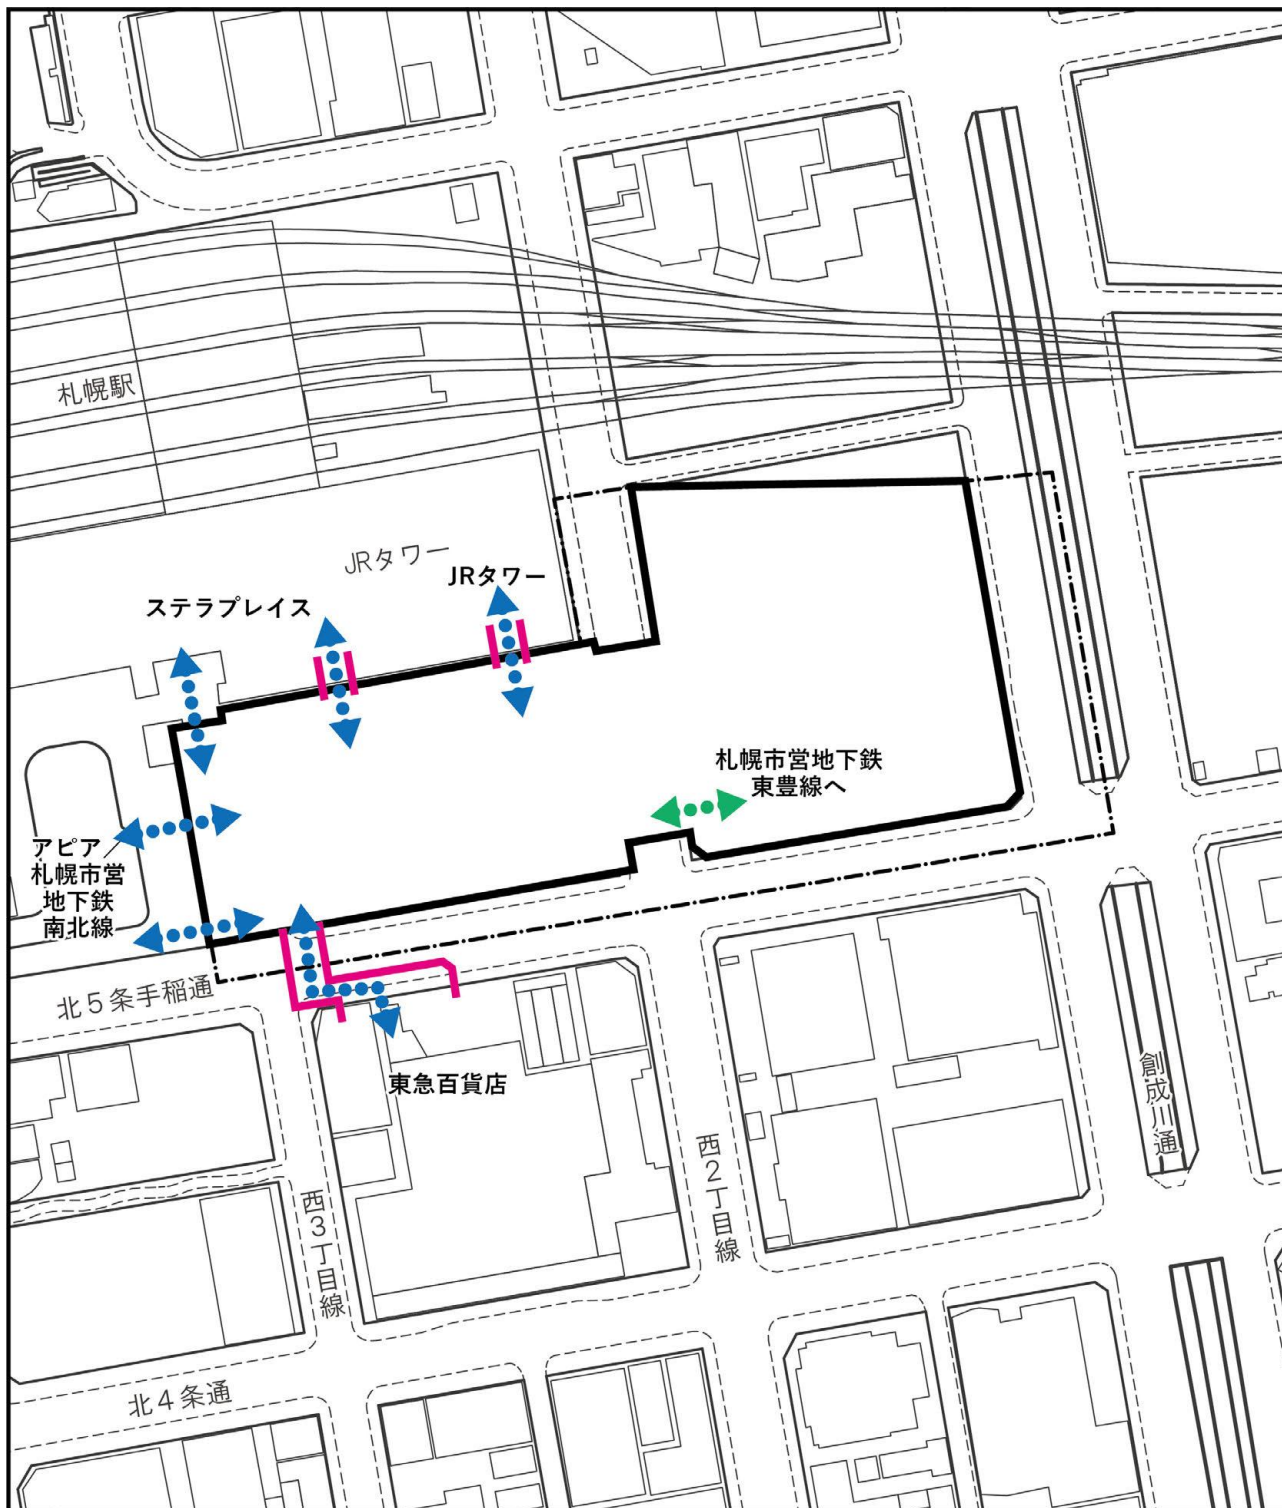 札幌駅
JRタワー
JRタワー
ステラプレイス
札幌市営地下鉄
東豊線へ
アピア
札幌市営
地下鉄
南北線
北5条手稲通
東急百貨店
創成川通
西2丁目線
西3丁目線
北4条通